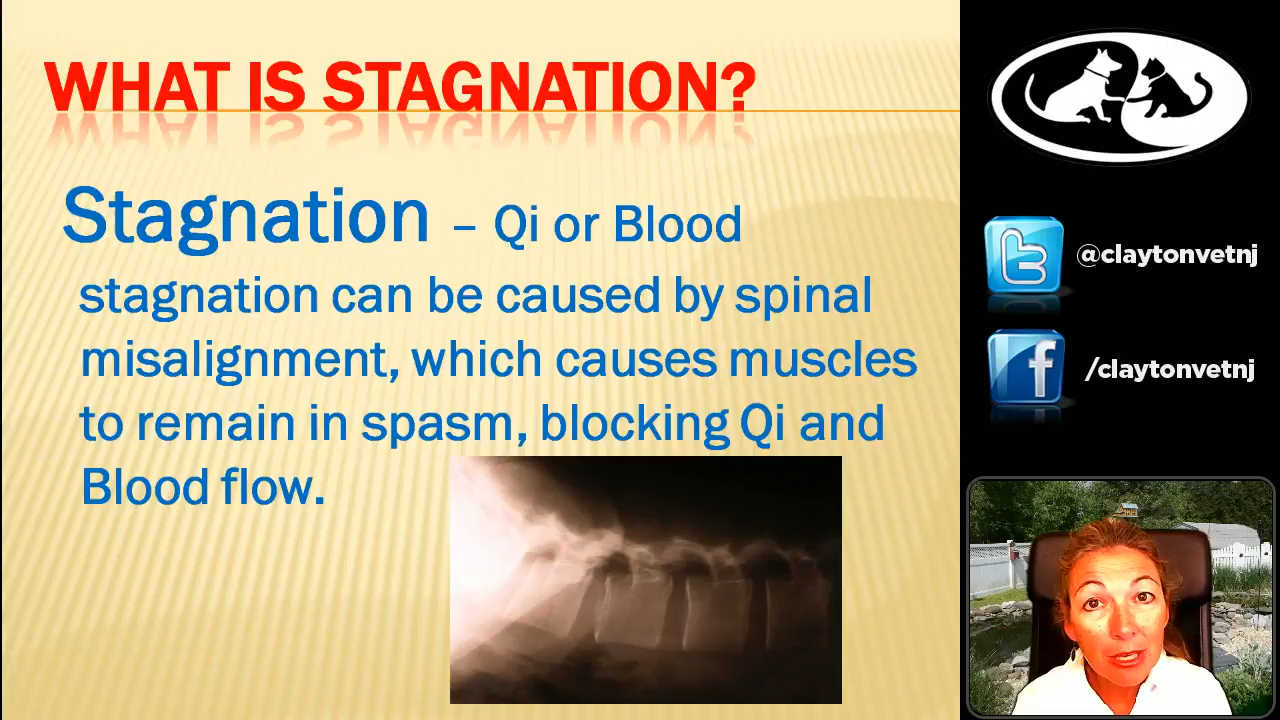 WHAT IS STAGNATION?
Stagnation – Qi or Blood
stagnation can be caused by spinal
misalignment, which causes muscles
to remain in spasm, blocking Qi and
Blood flow.
@claytonvetnj
/claytonvetnj